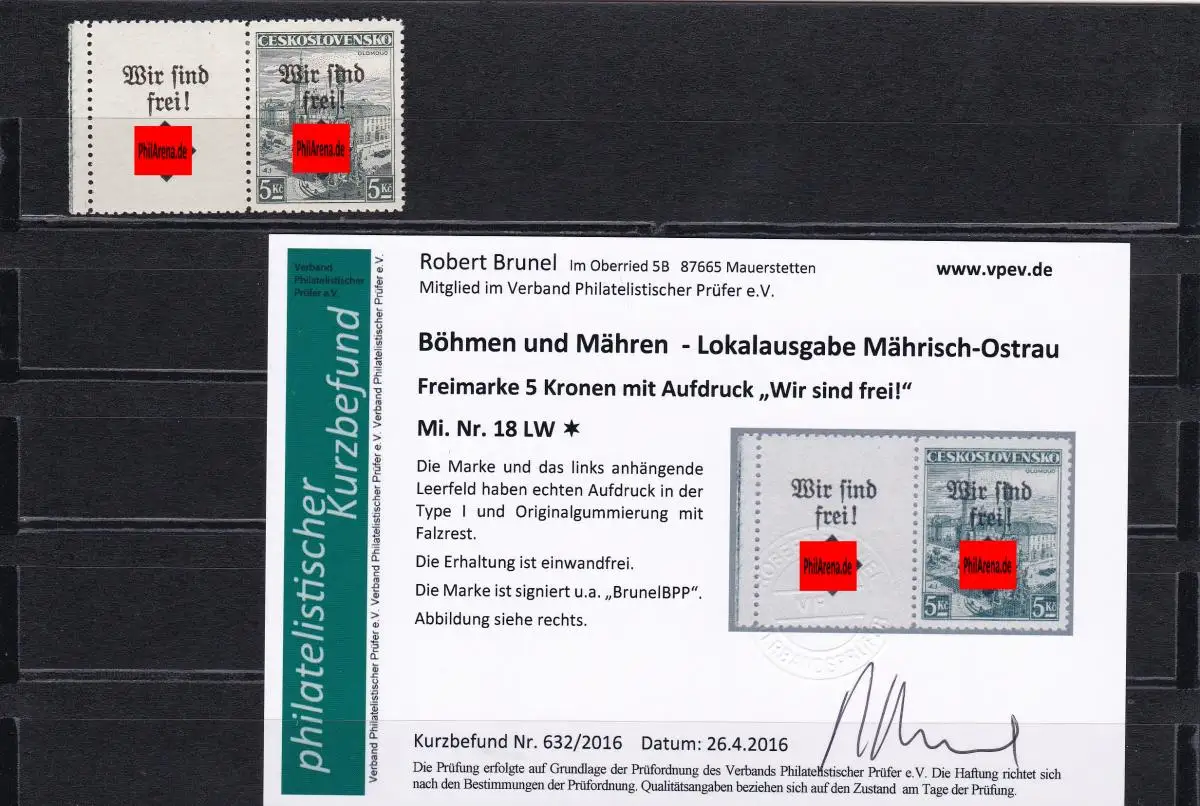 Wir sind
frei!
PhilArena.de
CESKOSLOVENSKO
OLOMOUC
Wir sind
frei!
PhilArena.de
5 Kč
5 Kč
Verband
Philatelistischer
Prüfer e.V.
philatelistischer
Kurzbefund
Verband Philatelistischer Prüfer e.V. Verband Philatelistischer Prüfer e.V. Verband Philatelistischer Prüfer e.V. Verband Philatelistischer Prüfer e.V.
Robert Brunel Im Oberried 5B 87665 Mauerstetten
www.vpev.de
Mitglied im Verband Philatelistischer Prüfer e.V.
Böhmen und Mähren - Lokalausgabe Mährisch-Ostrau
Freimarke 5 Kronen mit Aufdruck „Wir sind frei!“
Mi. Nr. 18 LW ✶
Die Marke und das links anhängende
Leerfeld haben echten Aufdruck in der
Type I und Originalgummierung mit
Falzrest.
Die Erhaltung ist einwandfrei.
Die Marke ist signiert u.a. „BrunelBPP“.
Abbildung siehe rechts.
Wir sind
frei!
PhilArena.de
CESKOSLOVENSKO
OLOMOUC
Wir sind
frei!
PhilArena.de
5 Kč
5 Kč
Kurzbefund Nr. 632/2016 Datum: 26.4.2016
Die Prüfung erfolgte auf Grundlage der Prüfordnung des Verbands Philatelistischer Prüfer e.V. Die Haftung richtet sich
nach den Bestimmungen der Prüfordnung. Qualitätsangaben beziehen sich auf den Zustand am Tage der Prüfung.